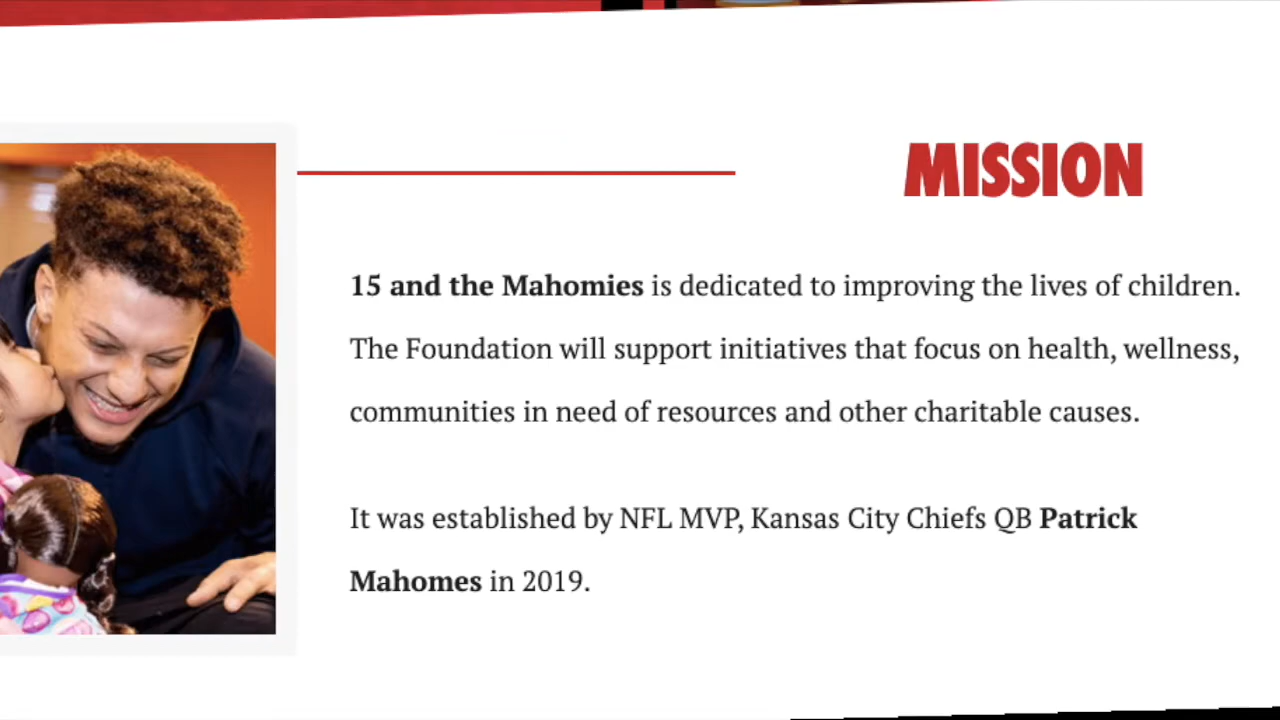 MISSION
15 and the Mahomies is dedicated to improving the lives of children.
The Foundation will support initiatives that focus on health, wellness,
communities in need of resources and other charitable causes.
It was established by NFL MVP, Kansas City Chiefs QB Patrick
Mahomes in 2019.